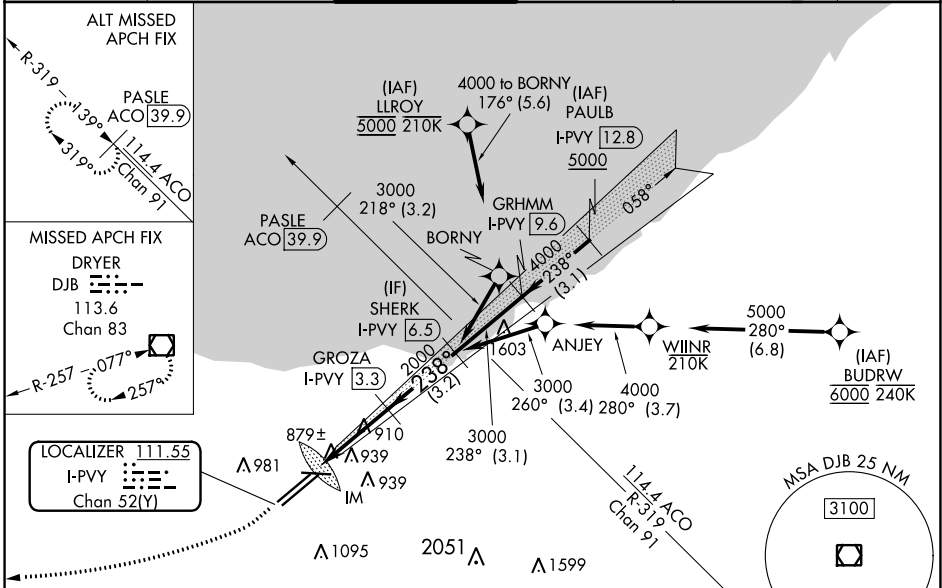 ALT MISSED
APCH FIX
R-319
139°
PASLE
ACO 39.9
319°
114.4 ACO
Chan 91
MISSED APCH FIX
DRYER
DJB
113.6
Chan 83
R-257
077°
257°
LOCALIZER 111.55
I-PVY
Chan 52(Y)
(IAF)
LLROY
5000 210K
4000 to BORNY
176° (5.6)
(IAF)
PAULB
I-PVY 12.8
5000
058°
3000
218° (3.2)
PASLE
ACO 39.9
GRHMM
I-PVY 9.6
BORNY
4000
238°
(3.1)
(IF)
SHERK
I-PVY 6.5
1603
ANJEY
WIINR
210K
5000
280°
(6.8)
(IAF)
BUDRW
6000 240K
GROZA
I-PVY 3.3
2000
238°
(3.2)
3000
260° (3.4)
4000
280° (3.7)
3000
238° (3.1)
879±
910
939
981
939
IM
114.4 ACO
R-319
Chan 91
MSA DJB 25 NM
3100
1095
2051
1599